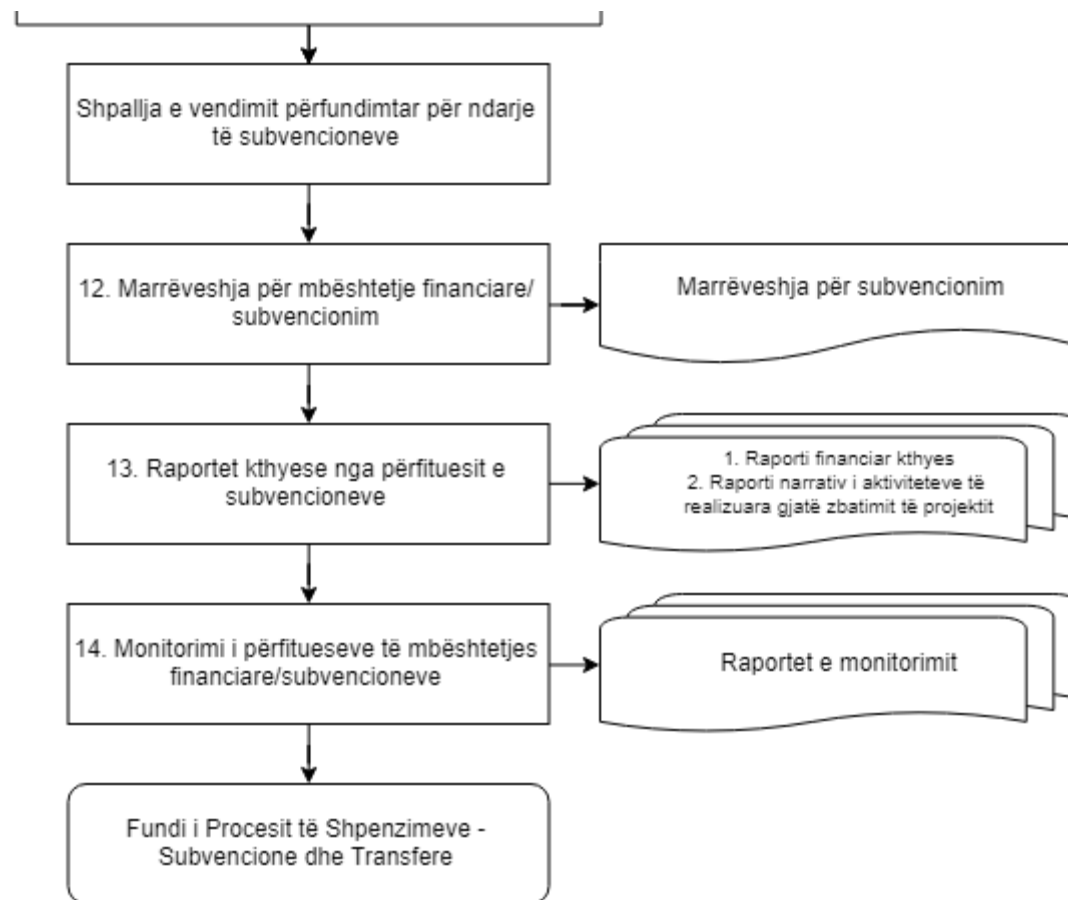 Shpallja e vendimit përfundimtar për ndarje
të subvencioneve
12. Marrëveshja për mbështetje financiare/
subvencionim
Marrëveshja për subvencionim
13. Raportet kthyese nga përfituesit e
subvencioneve
1. Raporti financiar kthyes
2. Raporti narrativ i aktiviteteve të
realizuara gjatë zbatimit të projektit
14. Monitorimi i përfitueseve të mbështetjes
financiare/subvencioneve
Raportet e monitorimit
Fundi i Procesit të Shpenzimeve -
Subvencione dhe Transfere